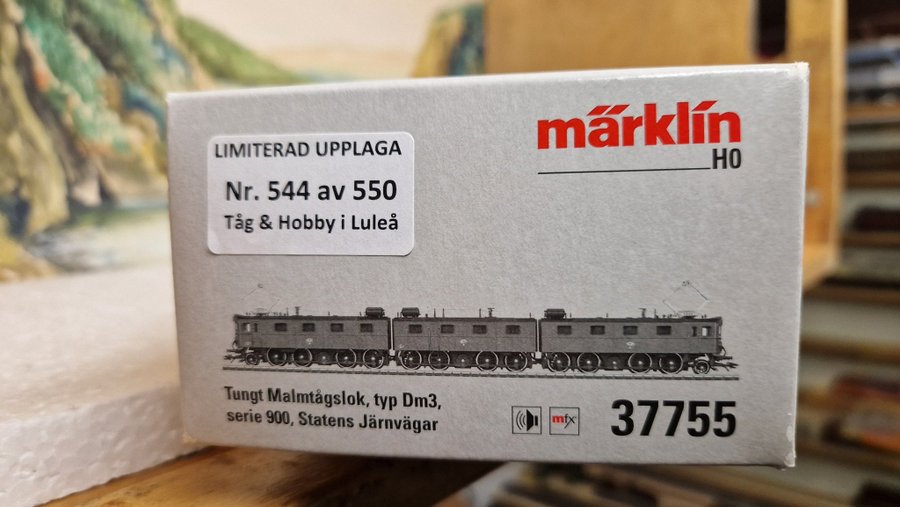 LIMITERAD UPPLAGA
Nr. 544 av 550
Tåg & Hobby i Luleå
märklín
H0
Tungt Malmtågslok, typ Dm3,
serie 900, Statens Järnvägar
mfx
37755